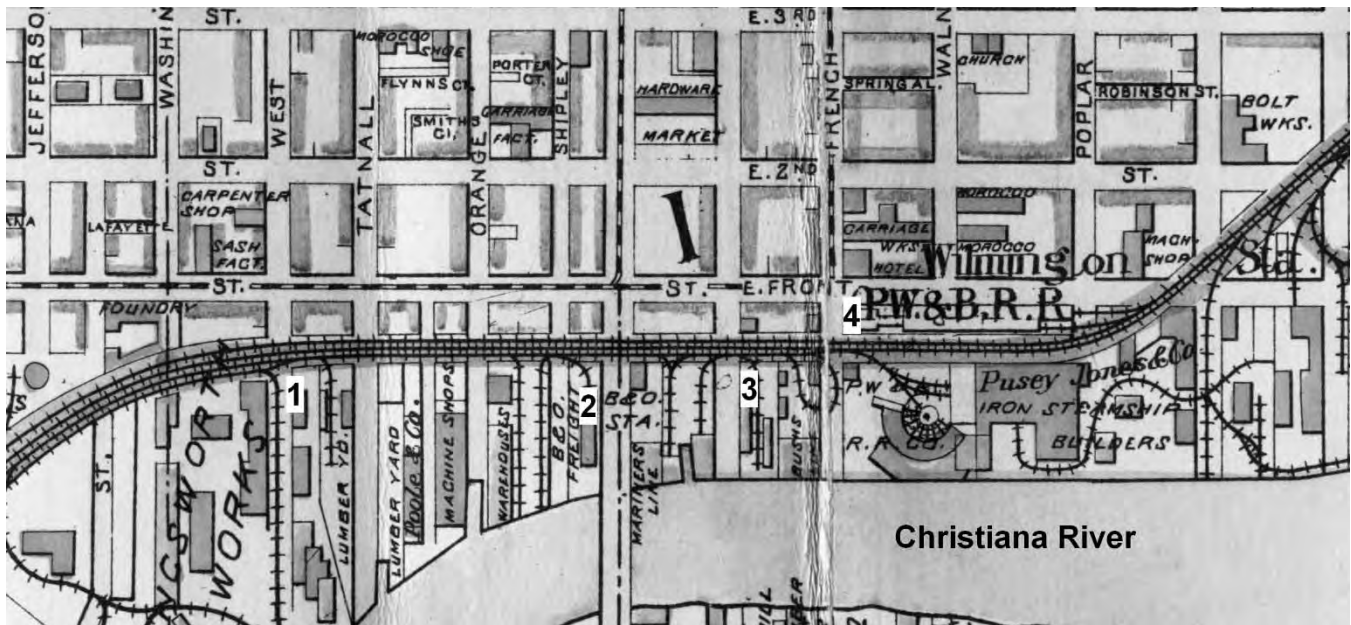 ST.
E. 3RD
JEFFERSO
WASHIN
WEST
TATNALL
MOROCCO
SHOE
FLYNNS CT.
SMITHS
CI.
ORANGE
PORTER
CT.
CARRIAGE
FACT.
SHIPLEY
HARDWARE
MARKET
FRENCH
SPRING AL.
WALN
CHURCH
POPLAR
ROBINSON ST.
BOLT
WKS.
ST.
E. 2ND
ST.
ANA
LAFAYETTE
CARPENTER
SHOP
SASH
FACT.
CARRIAGE
WKS.
HOTEL
MOROCCO
MOROCCO
MACH.
SHOP
Wilmington Sta.
ST.
ST.
E. FRONT
P.W.&B.R.R.
FOUNDRY
4
1
2
3
ST.
WORKS
LUMBER YD.
LUMBER YARD
Poole & Co.
MACHINE SHOPS
WAREHOUSES
B&O.
FREIGHT
B&O
STA.
MARINERS
LINE
BUSHS
P.W.&B.
R.R. CO.
Pusey Jones & Co.
IRON STEAMSHIP
BUILDERS
Christiana River